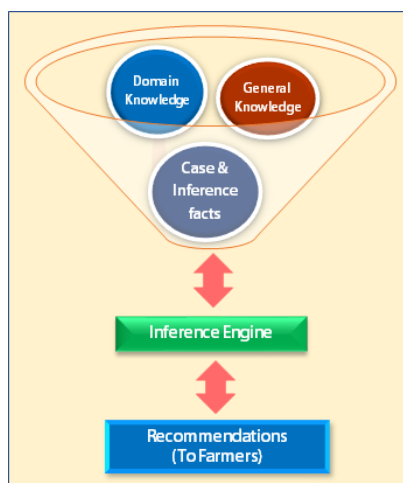 Domain
Knowledge
General
Knowledge
Case &
Inference
facts
Inference Engine
Recommendations
(To Farmers)